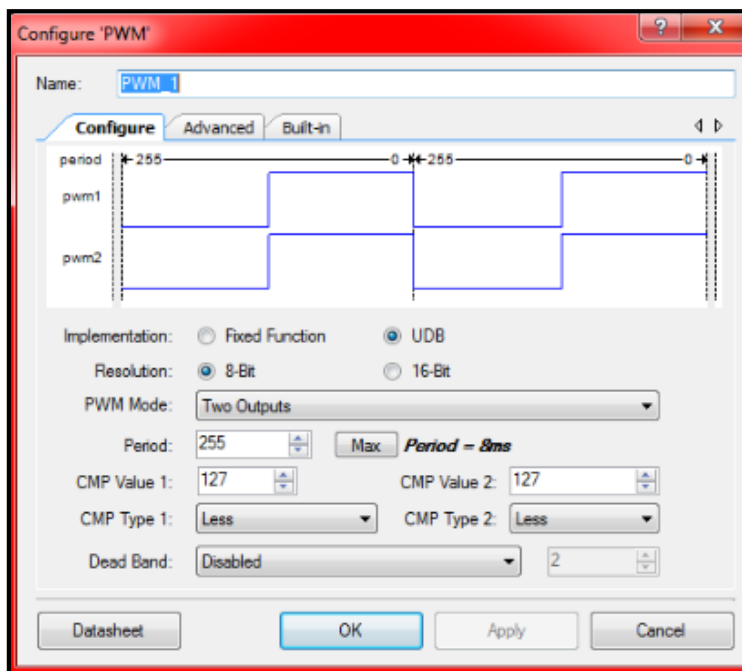 Configure 'PWM'
Name: PWM_1
Configure Advanced Built-in
period 255 0 255 0
pwm1
pwm2
Implementation: Fixed Function UDB
Resolution: 8-Bit 16-Bit
PWM Mode: Two Outputs
Period: 255 Max Period = 8ms
CMP Value 1: 127 CMP Value 2: 127
CMP Type 1: Less CMP Type 2: Less
Dead Band: Disabled 2
Datasheet OK Apply Cancel